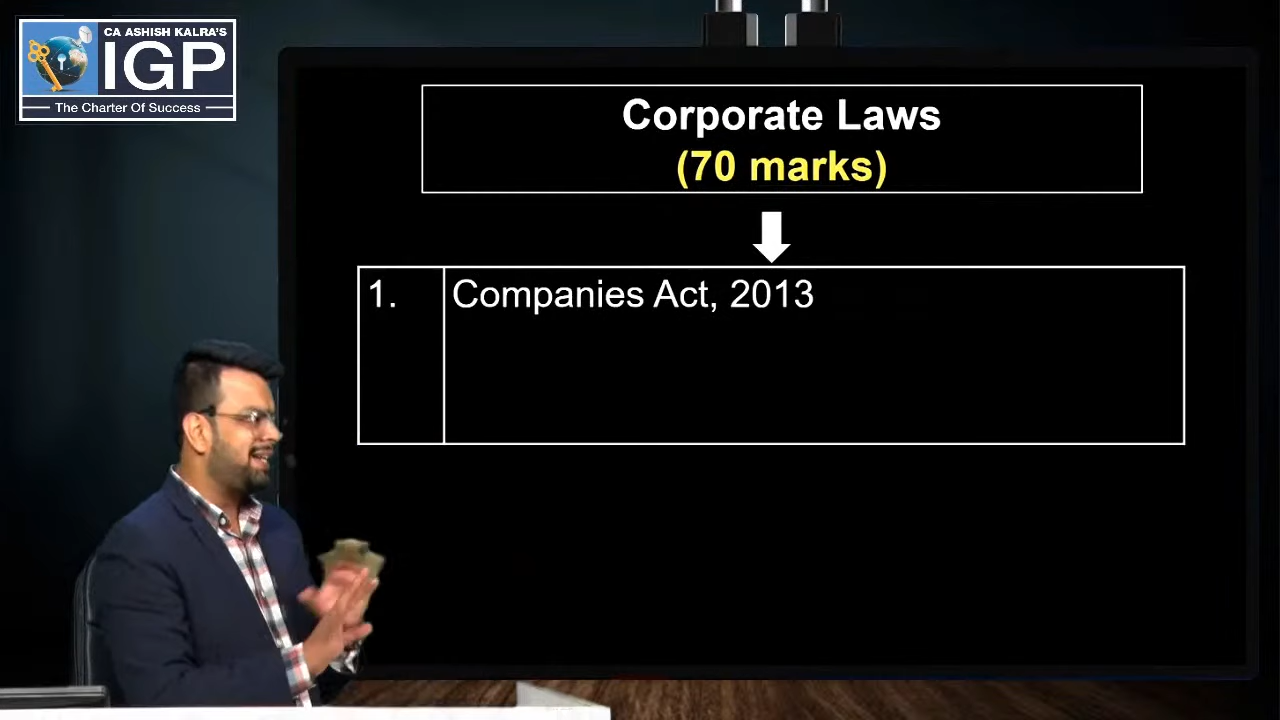 CA ASHISH KALRA'S
IGP
The Charter Of Success
Corporate Laws
(70 marks)
1. Companies Act, 2013